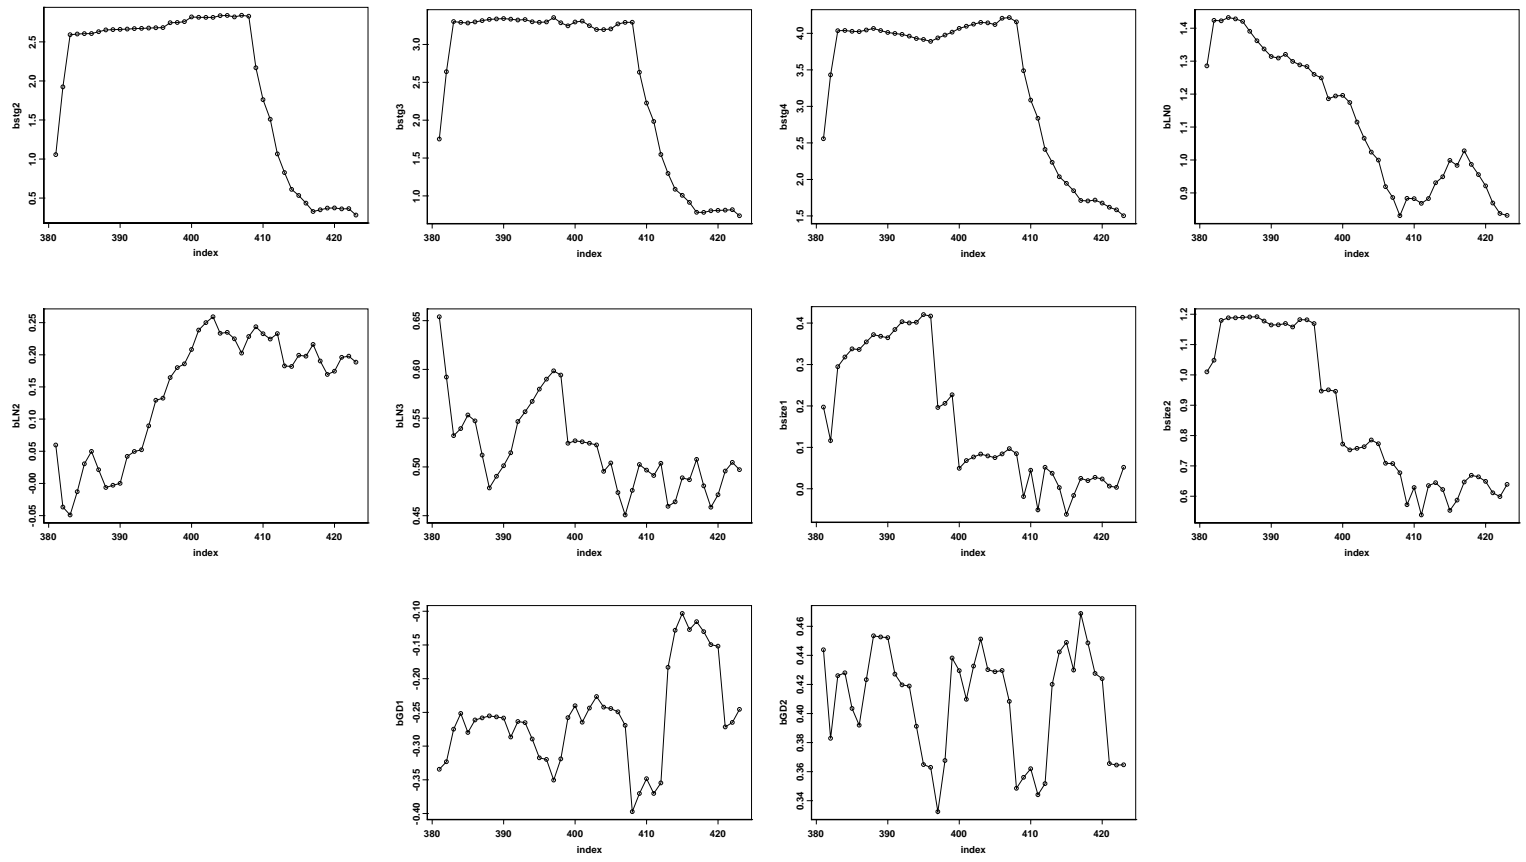 bstg2
0.5 1.0 1.5 2.0 2.5
380 390 400 410 420
index
bstg3
1.0 1.5 2.0 2.5 3.0
380 390 400 410 420
index
bstg4
1.5 2.0 2.5 3.0 3.5 4.0
380 390 400 410 420
index
bLN0
0.9 1.0 1.1 1.2 1.3 1.4
380 390 400 410 420
index
bLN2
-0.05 -0.00 0.05 0.10 0.15 0.20 0.25
380 390 400 410 420
index
bLN3
0.45 0.50 0.55 0.60 0.65
380 390 400 410 420
index
bsize1
0.0 0.1 0.2 0.3 0.4
380 390 400 410 420
index
bsize2
0.6 0.7 0.8 0.9 1.0 1.1 1.2
380 390 400 410 420
index
bGD1
-0.40 -0.35 -0.30 -0.25 -0.20 -0.15 -0.10
380 390 400 410 420
index
bGD2
0.34 0.36 0.38 0.40 0.42 0.44 0.46
380 390 400 410 420
index